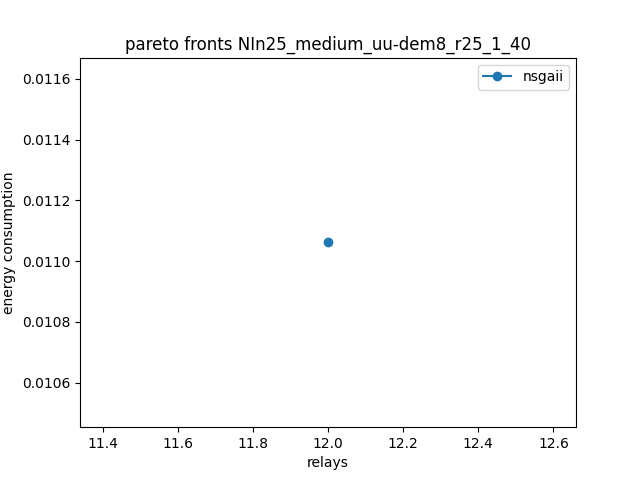 pareto fronts NIn25_medium_uu-dem8_r25_1_40
nsgaii
energy consumption
0.0116
0.0114
0.0112
0.0110
0.0108
0.0106
11.4 11.6 11.8 12.0 12.2 12.4 12.6
relays